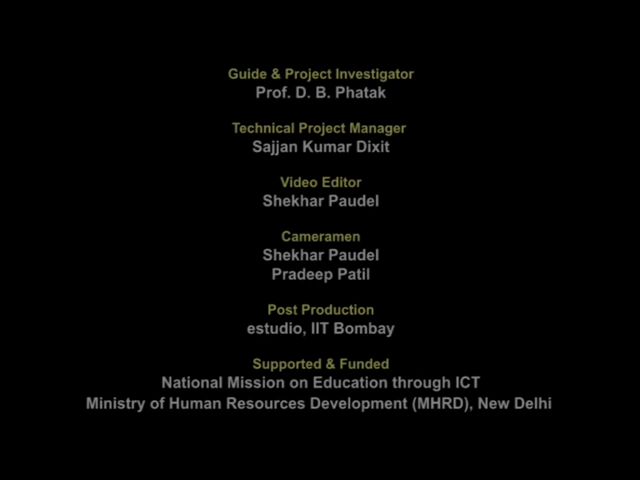 Guide & Project Investigator
Prof. D. B. Phatak
Technical Project Manager
Sajjan Kumar Dixit
Video Editor
Shekhar Paudel
Cameramen
Shekhar Paudel
Pradeep Patil
Post Production
estudio, IIT Bombay
Supported & Funded
National Mission on Education through ICT
Ministry of Human Resources Development (MHRD), New Delhi